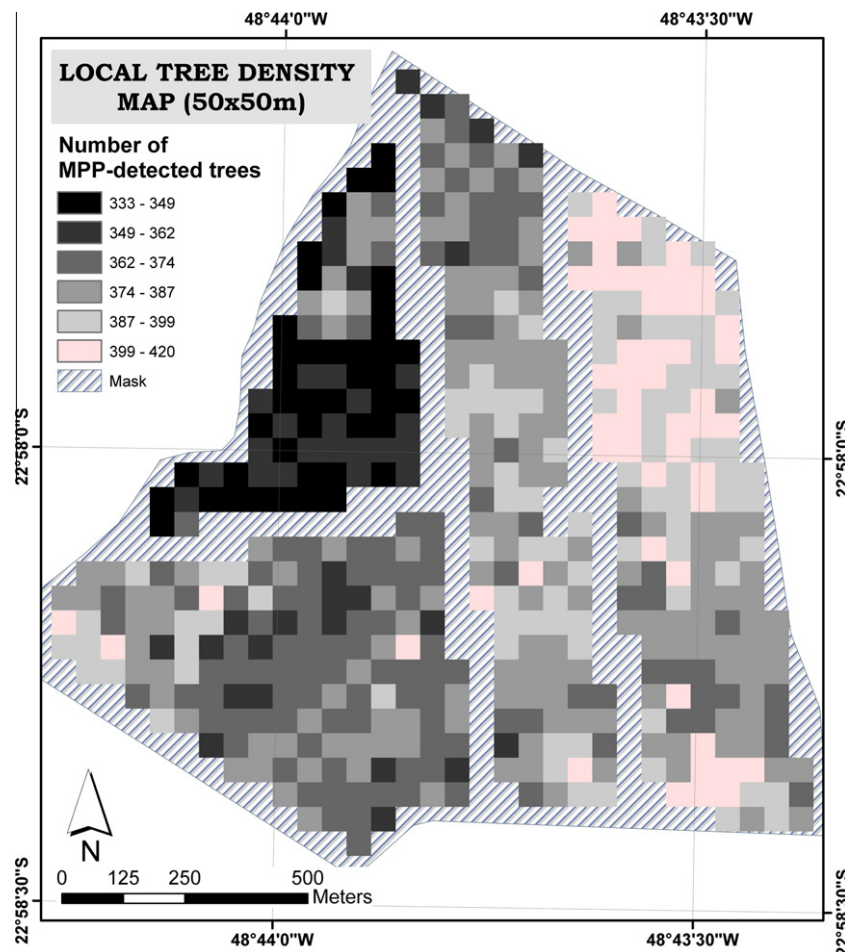 48°44'0"W
48°43'30"W
LOCAL TREE DENSITY
MAP (50x50m)
Number of
MPP-detected trees
333 - 349
349 - 362
362 - 374
374 - 387
387 - 399
399 - 420
Mask
22°58'0"S
22°58'0"S
N
0 125 250 500
Meters
22°58'30"S
22°58'30"S
48°44'0"W
48°43'30"W